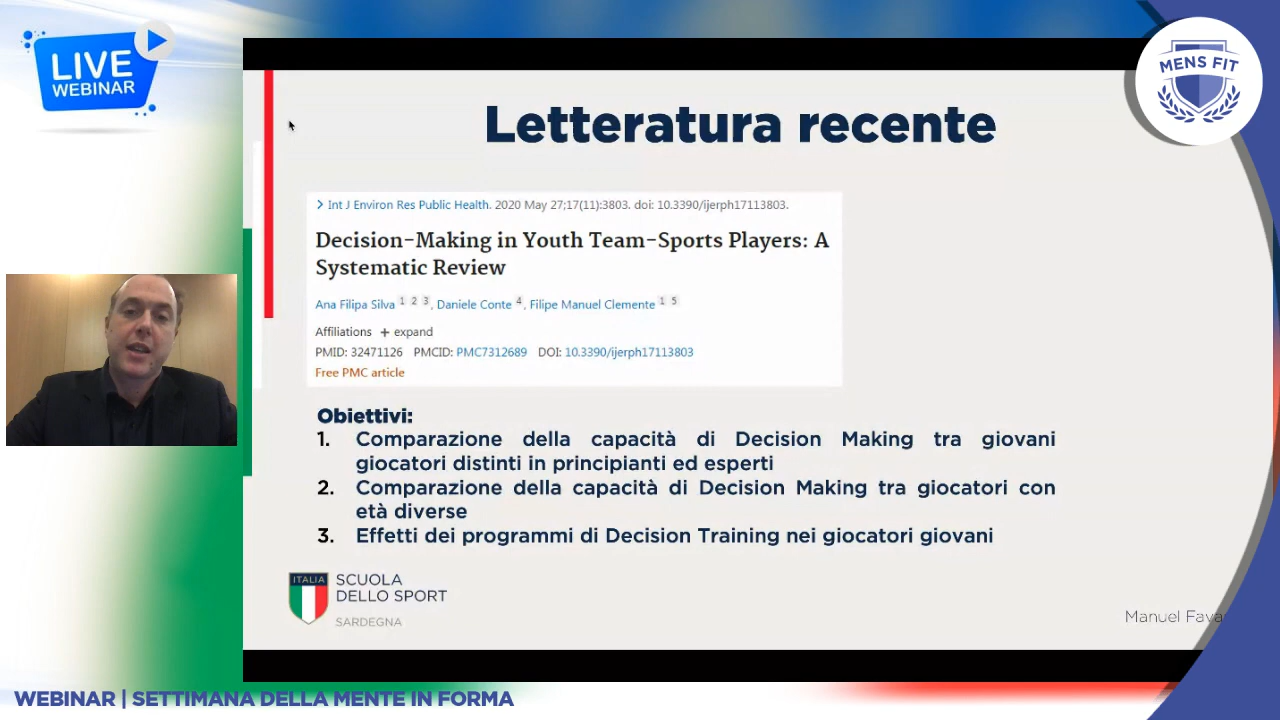 LIVE
WEBINAR
MENS FIT
Letteratura recente
Int J Environ Res Public Health. 2020 May 27;17(11):3803. doi: 10.3390/ijerph17113803.
Decision-Making in Youth Team-Sports Players: A
Systematic Review
Ana Filipa Silva 1 2 3, Daniele Conte 4, Filipe Manuel Clemente 1 5
Affiliations + expand
PMID: 32471126 PMCID: PMC7312689 DOI: 10.3390/ijerph17113803
Free PMC article
Obiettivi:
1. Comparazione della capacità di Decision Making tra giovani
giocatori distinti in principianti ed esperti
2. Comparazione della capacità di Decision Making tra giocatori con
età diverse
3. Effetti dei programmi di Decision Training nei giocatori giovani
ITALIA
SCUOLA
DELLO SPORT
SARDEGNA
Manuel Fava
WEBINAR | SETTIMANA DELLA MENTE IN FORMA